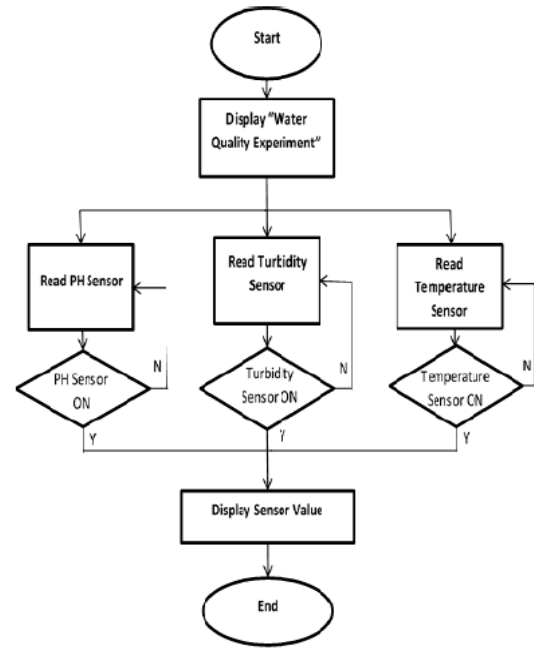 Start
Display "Water
Quality Experiment"
Read PH Sensor
Read Turbidity
Sensor
Read
Temperature
Sensor
PH Sensor
ON
N
Turbidity
Sensor ON
N
Temperature
Sensor ON
N
Y
Y
Y
Display Sensor Value
End